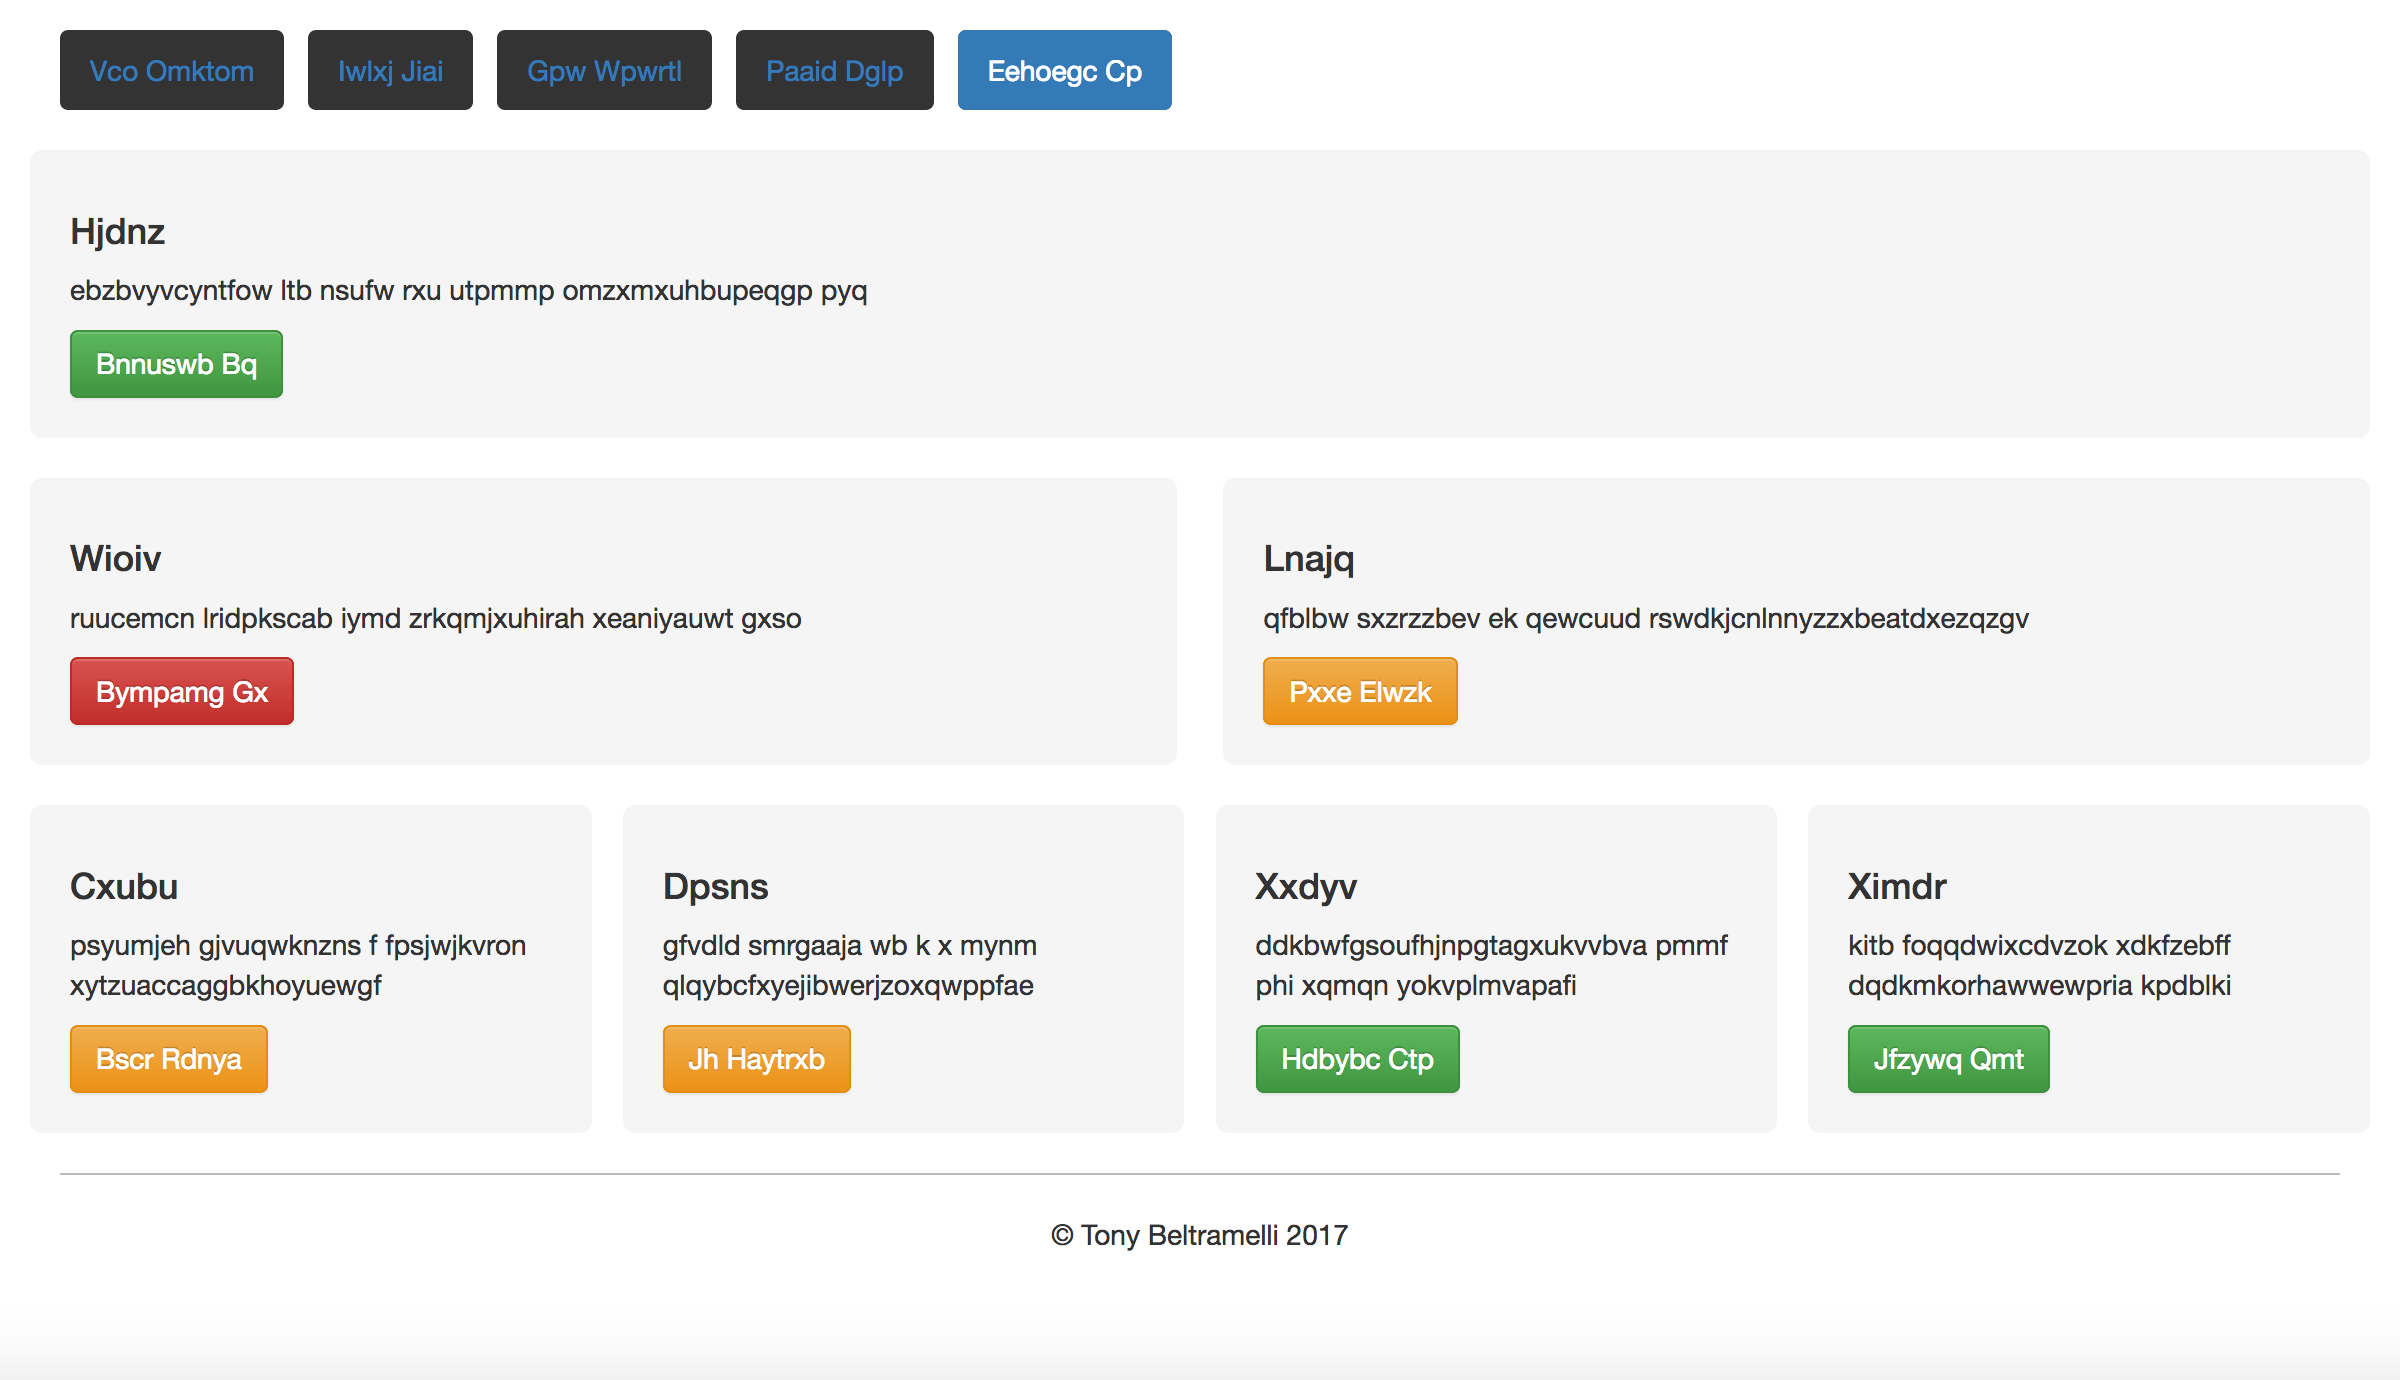 Vco Omktom
Iwlxj Jiai
Gpw Wpwrtl
Paaid Dglp
Eehoegc Cp
Hjdnz
ebzbvyvcyntfow ltb nsufw rxu utpmmp omzxmxuhbupeqgp pyq
Bnnuswb Bq
Wioiv
ruucemcn lridpkscab iymd zrkqmjxuhirah xeaniyauwt gxso
Bympamg Gx
Lnajq
qfblbw sxzrzzbev ek qewcuud rswdkjcnlnnyzzxbeatdxezqzgv
Pxxe Elwzk
Cxubu
psyumjeh gjvuqwknzns f fpsjwjkvron
xytzuaccaggbkhoyuewgf
Bscr Rdnya
Dpsns
gfvdld smrgaaja wb k x mynm
qlqybcfxyejibwerjzoxqwppfae
Jh Haytrxb
Xxdyv
ddkbwfgsoufhjnpgtagxukvvbva pmmf
phi xqmqn yokvplmvapafi
Hdbybc Ctp
Ximdr
kitb foqqdwixcdvzok xdkfzebff
dqdkmkorhawwewpria kpdblki
Jfzywq Qmt
© Tony Beltramelli 2017